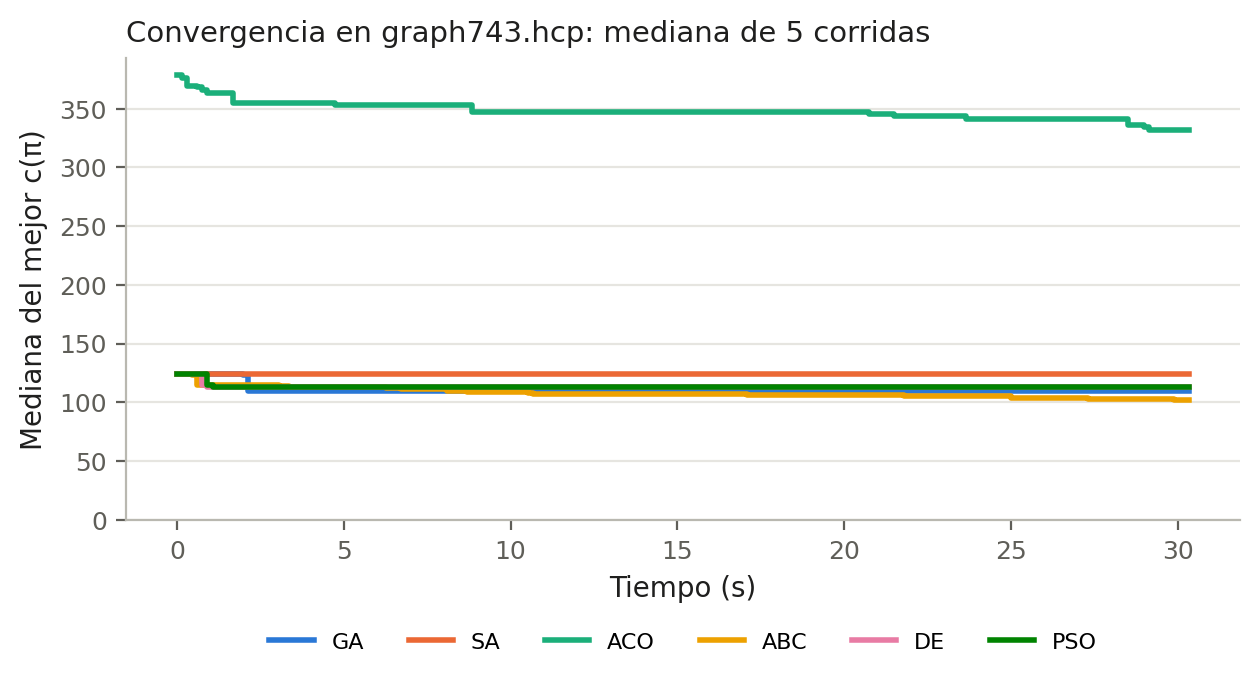 Convergencia en graph743.hcp: mediana de 5 corridas
Mediana del mejor c(π)
350
300
250
200
150
100
50
0
0 5 10 15 20 25 30
Tiempo (s)
GA SA ACO ABC DE PSO